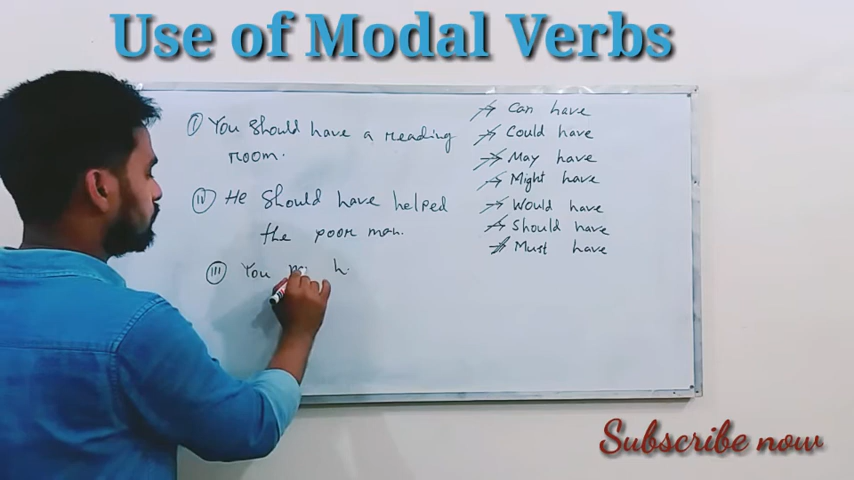 Use of Modal Verbs
I You should have a reading
room.
II He should have helped
the poor man.
III You
Can have
Could have
May have
Might have
Would have
Should have
Must have
Subscribe now